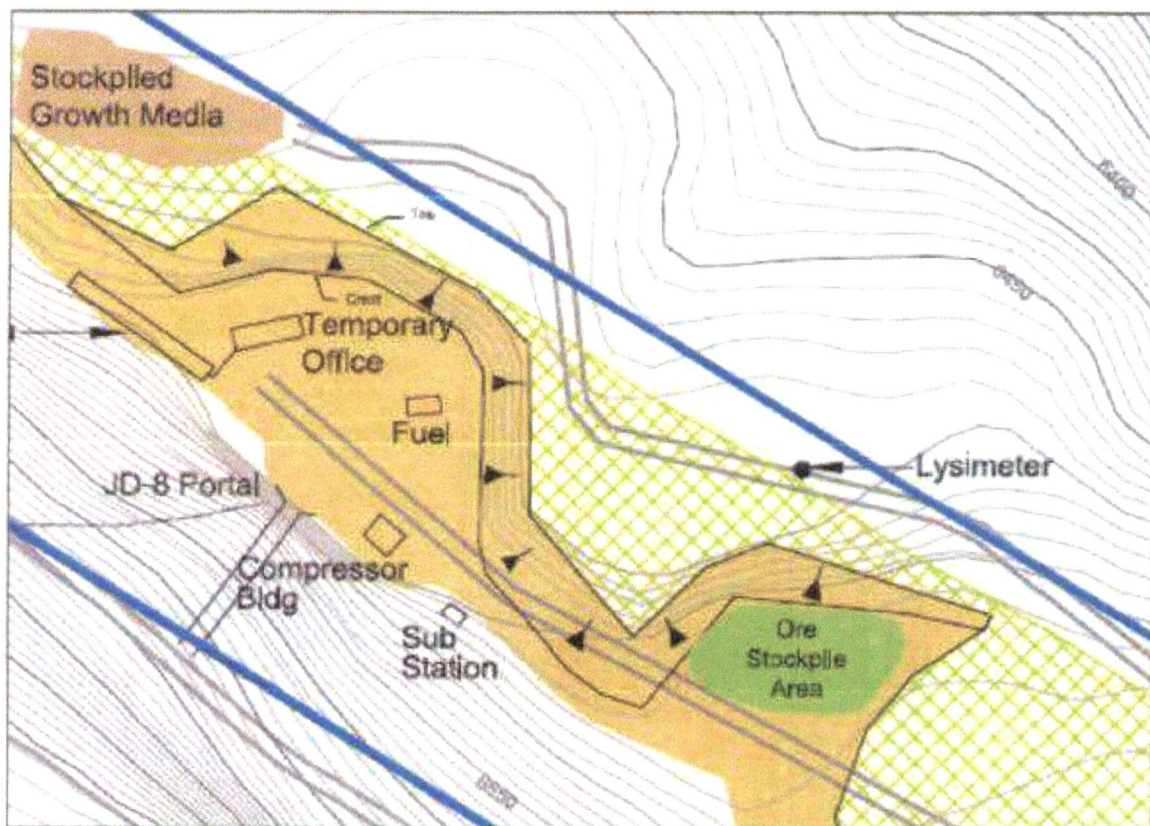 Stockpiled
Growth Media
Toe
Crest
Temporary
Office
Fuel
JD-8 Portal
Compressor
Bldg
Sub
Station
Lysimeter
Ore
Stockpile
Area
6450